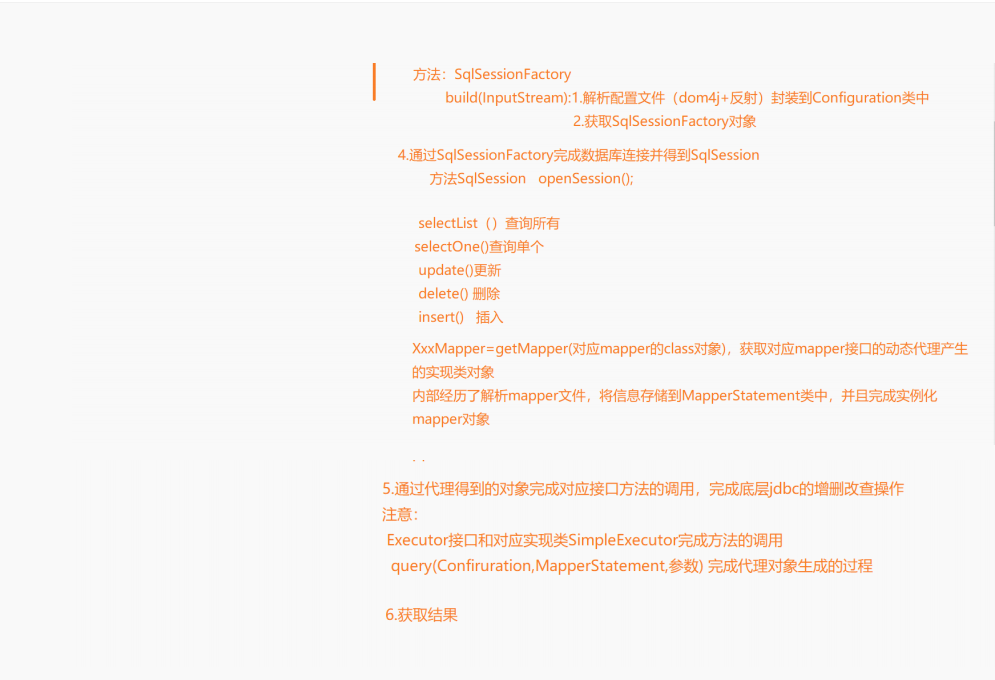 方法：SqlSessionFactory
build(InputStream):1.解析配置文件（dom4j+反射）封装到Configuration类中
2.获取SqlSessionFactory对象
4.通过SqlSessionFactory完成数据库连接并得到SqlSession
方法SqlSession openSession();
selectList（）查询所有
selectOne()查询单个
update()更新
delete() 删除
insert() 插入
XxxMapper=getMapper(对应mapper的class对象)，获取对应mapper接口的动态代理产生
的实现类对象
内部经历了解析mapper文件，将信息存储到MapperStatement类中，并且完成实例化
mapper对象
. .
5.通过代理得到的对象完成对应接口方法的调用，完成底层jdbc的增删改查操作
注意：
Executor接口和对应实现类SimpleExecutor完成方法的调用
query(Confiruration,MapperStatement,参数) 完成代理对象生成的过程
6.获取结果